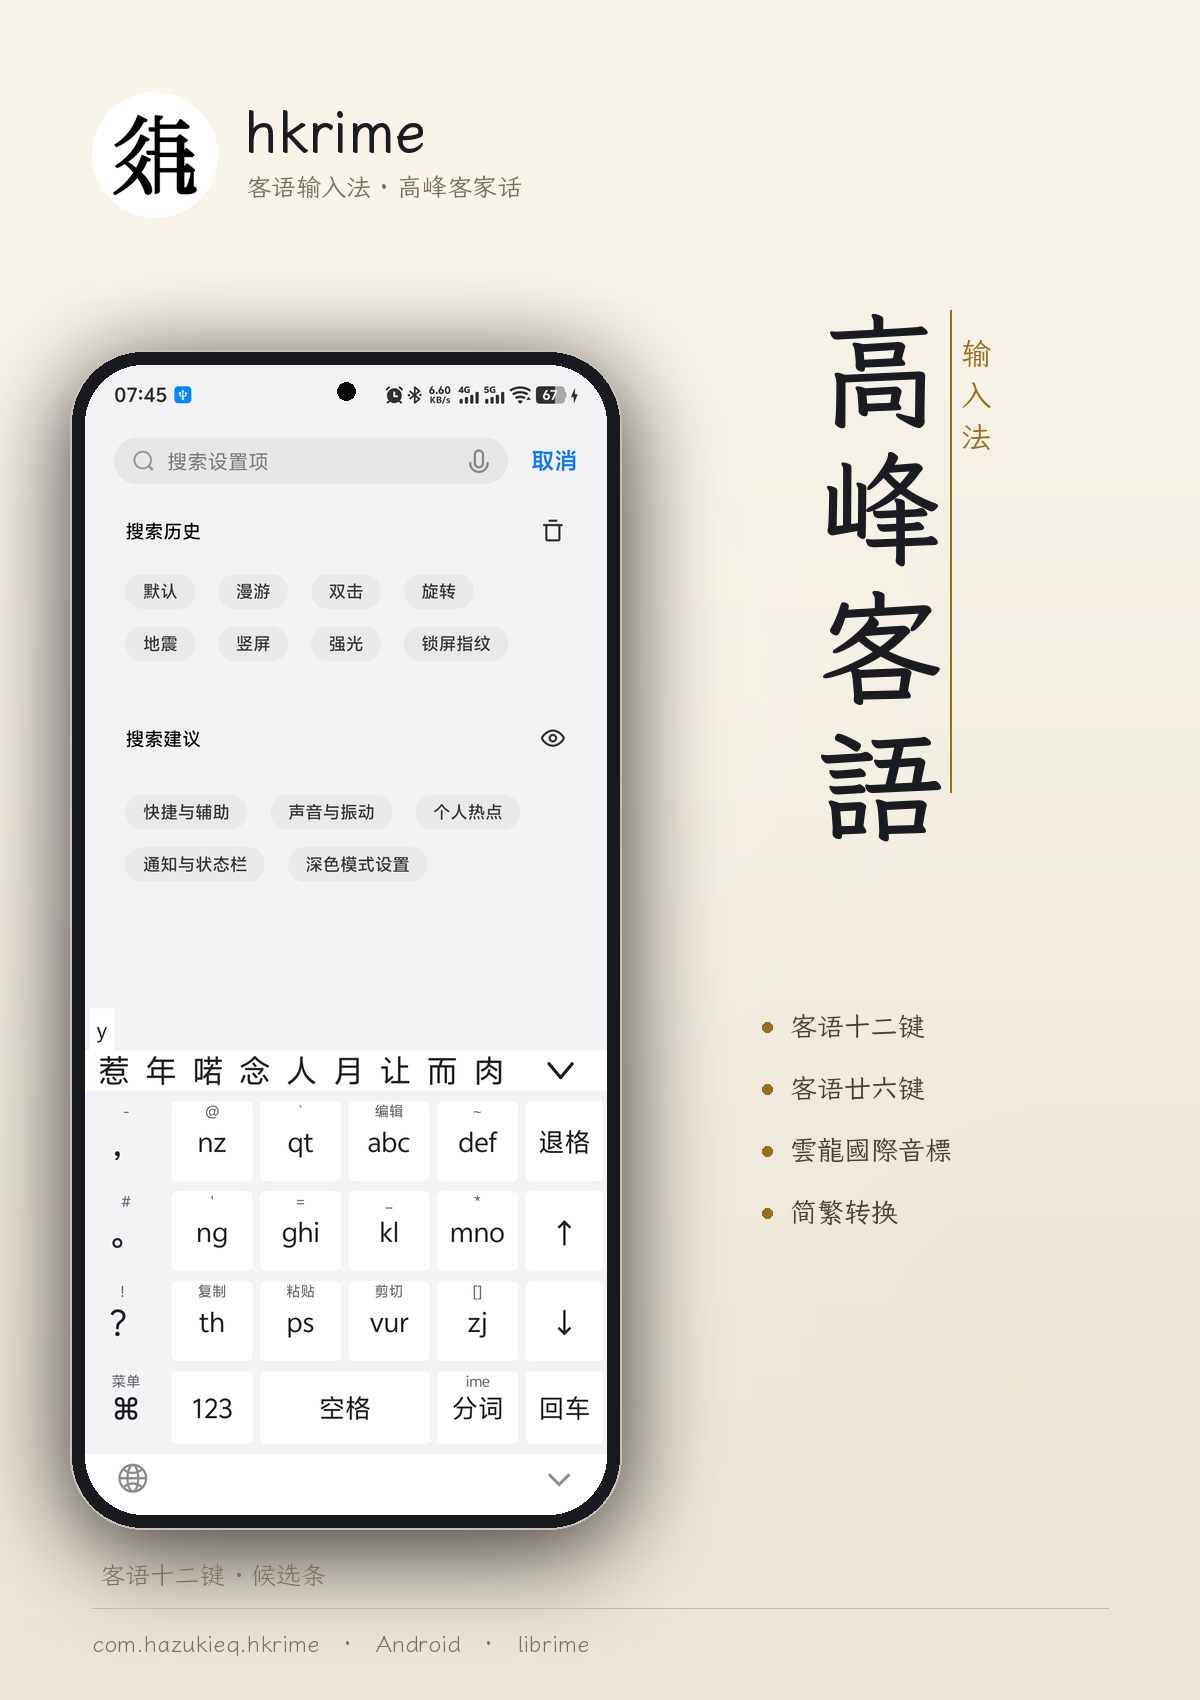 hkrime
客语输入法·高峰客家话
高峰客語
输入法
07:45
6.60 KB/s 4G 5G 67
搜索设置项
取消
搜索历史
默认 漫游 双击 旋转
地震 竖屏 强光 锁屏指纹
搜索建议
快捷与辅助 声音与振动 个人热点
通知与状态栏 深色模式设置
y
惹 年 喏 念 人 月 让 而 肉
- @ ` 编辑 ~
， nz qt abc def 退格
# ' = _ *
。 ng ghi kl mno ↑
! 复制 粘贴 剪切 []
? th ps vur zj ↓
菜单 ime
⌘ 123 空格 分词 回车
客语十二键
客语廿六键
雲龍國際音標
简繁转换
客语十二键·候选条
com.hazukieq.hkrime · Android · librime